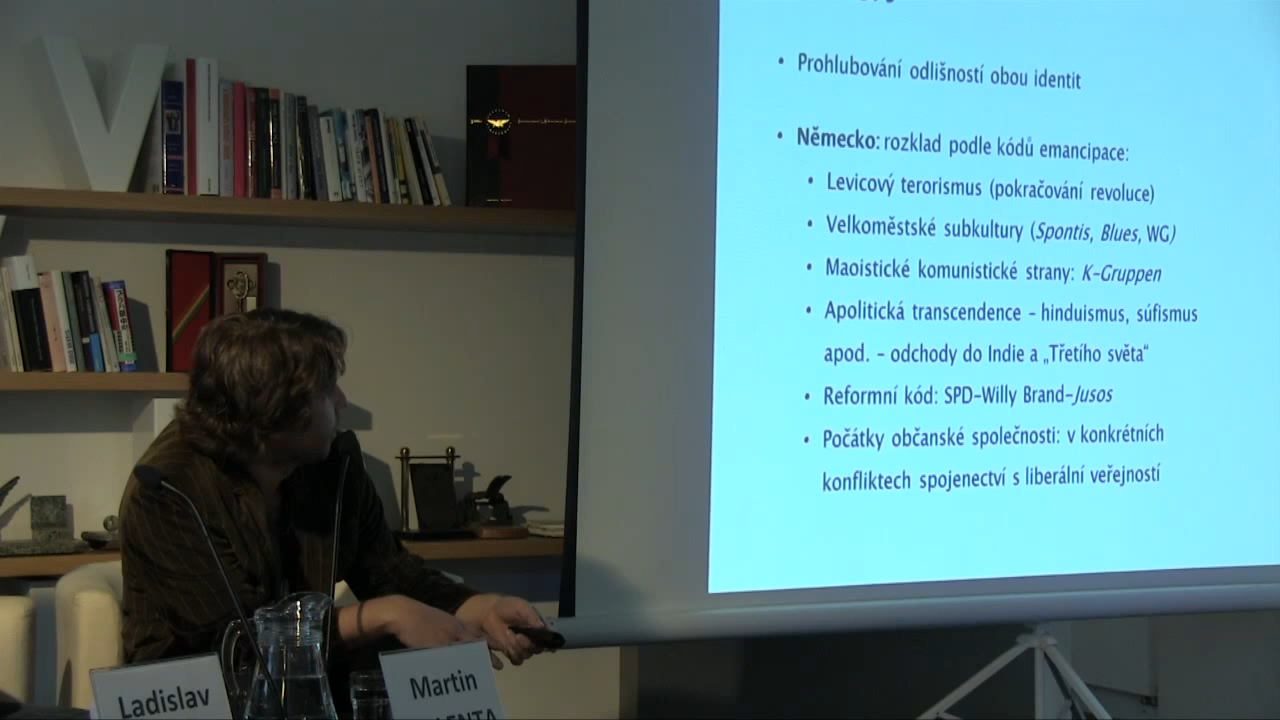 V
Prohlubování odlišností obou identit
Německo: rozklad podle kódů emancipace:
Levicový terorismus (pokračování revoluce)
Velkoměstské subkultury (Spontis, Blues, WG)
Maoistické komunistické strany: K-Gruppen
Apolitická transcendence - hinduismus, súfismus
apod. - odchody do Indie a „Třetího světa“
Reformní kód: SPD-Willy Brand-Jusos
Počátky občanské společnosti: v konkrétních
konfliktech spojenectví s liberální veřejností
Ladislav
Martin